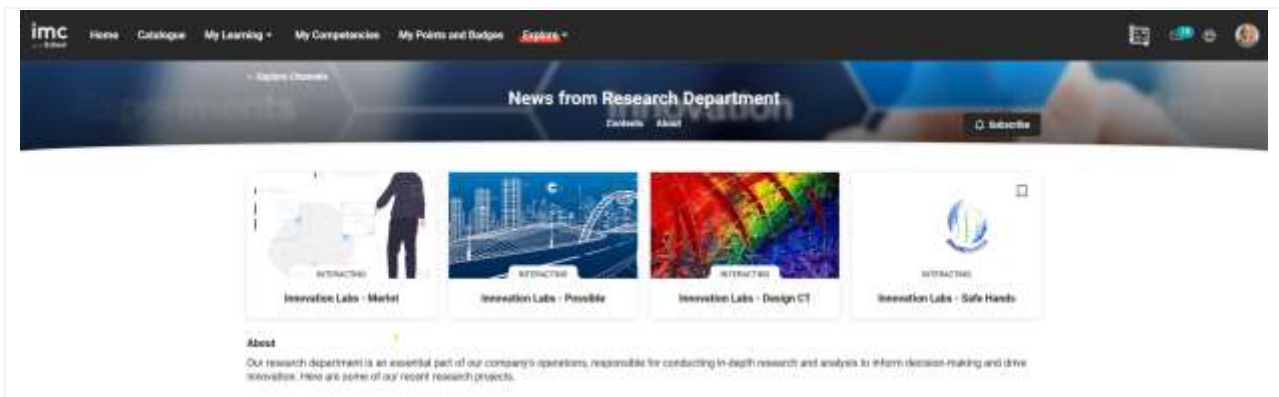 imc
Home Catalogue My Learning My Competencies My Points and Badges Explore
Explore Channels
News from Research Department
Contents About
Subscribe
INTERACTING
Innovation Labs - Market
INTERACTING
Innovation Labs - Possible
INTERACTING
Innovation Labs - Design CT
INTERACTING
Innovation Labs - Safe Hands
About
Our research department is an essential part of our company's operations, responsible for conducting in-depth research and analysis to inform decision-making and drive
innovation. Here are some of our recent research projects.